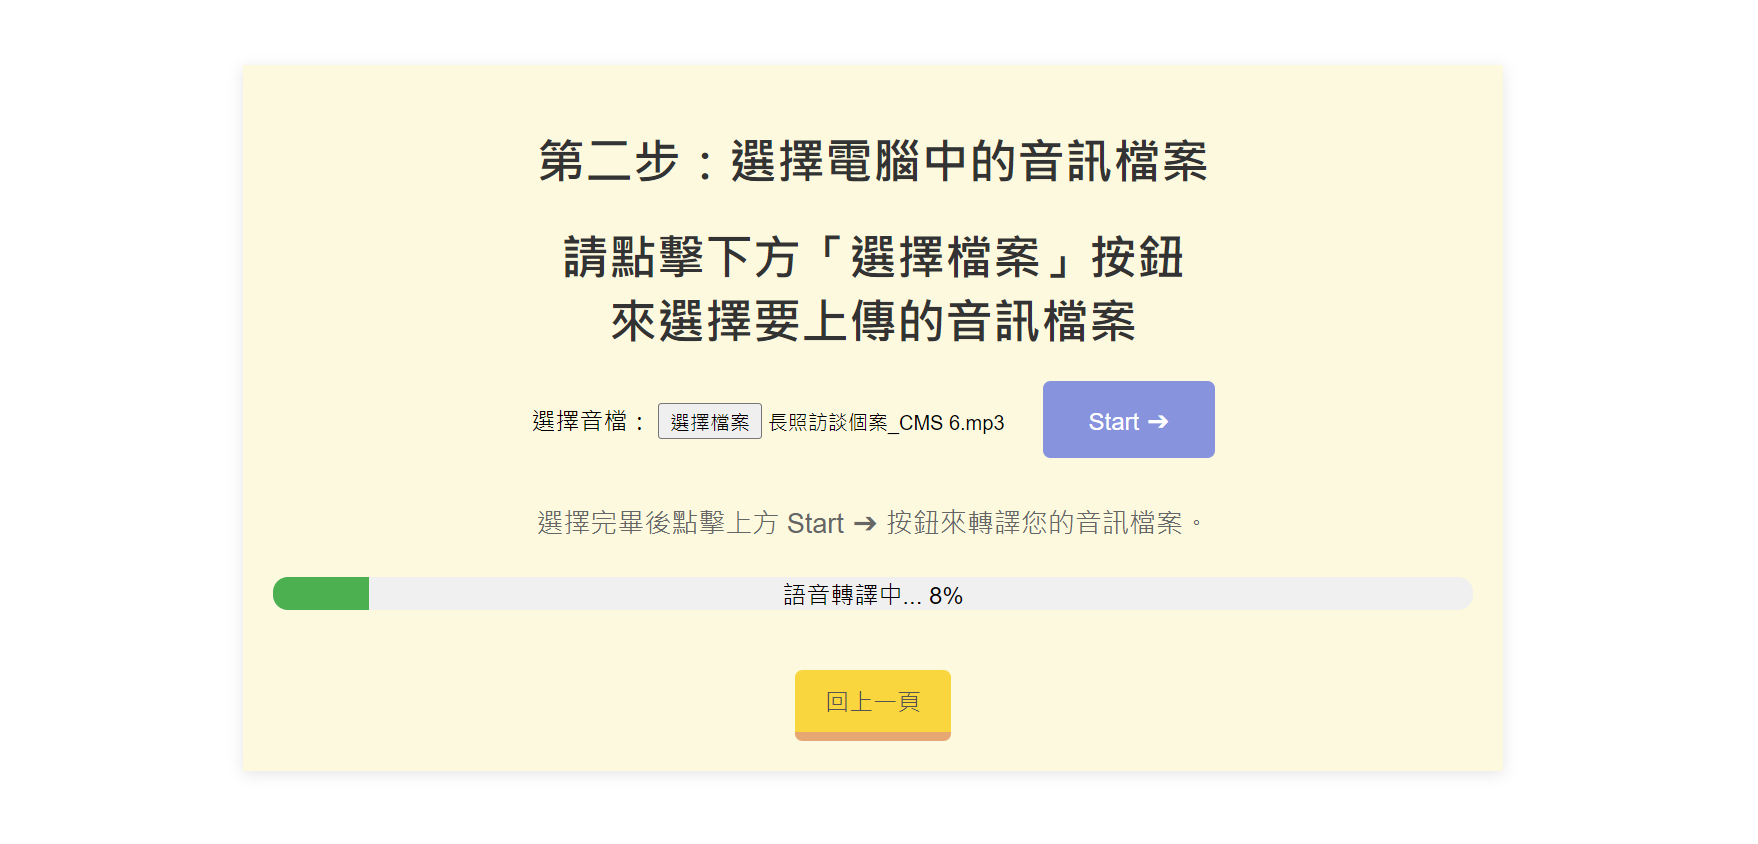 第二步：選擇電腦中的音訊檔案
請點擊下方「選擇檔案」按鈕
來選擇要上傳的音訊檔案
選擇音檔： 選擇檔案 長照訪談個案_CMS 6.mp3 Start ➔
選擇完畢後點擊上方 Start ➔ 按鈕來轉譯您的音訊檔案。
語音轉譯中... 8%
回上一頁